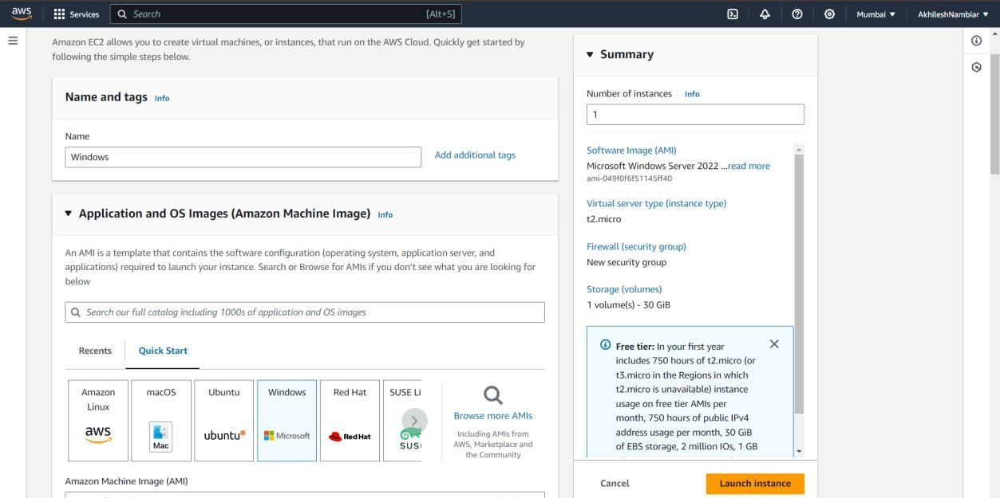 aws
Services
Search
[Alt+S]
Mumbai ▼
AkhileshNambiar ▼
Amazon EC2 allows you to create virtual machines, or instances, that run on the AWS Cloud. Quickly get started by
following the simple steps below.
Name and tags Info
Name
Windows
Add additional tags
▼ Application and OS Images (Amazon Machine Image) Info
An AMI is a template that contains the software configuration (operating system, application server, and
applications) required to launch your instance. Search or Browse for AMIs if you don't see what you are looking for
below
Search our full catalog including 1000s of application and OS images
Recents
Quick Start
Amazon
Linux
aws
macOS
Mac
Ubuntu
ubuntu
Windows
Microsoft
Red Hat
Red Hat
SUSE Li
SUS
Browse more AMIs
Including AMIs from
AWS, Marketplace and
the Community
Amazon Machine Image (AMI)
▼ Summary
Number of instances Info
1
Software Image (AMI)
Microsoft Windows Server 2022 ...read more
ami-049f0f6f51145ff40
Virtual server type (instance type)
t2.micro
Firewall (security group)
New security group
Storage (volumes)
1 volume(s) - 30 GiB
Free tier: In your first year
includes 750 hours of t2.micro (or
t3.micro in the Regions in which
t2.micro is unavailable) instance
usage on free tier AMIs per
month, 750 hours of public IPv4
address usage per month, 30 GiB
of EBS storage, 2 million IOs, 1 GB
Cancel
Launch instance